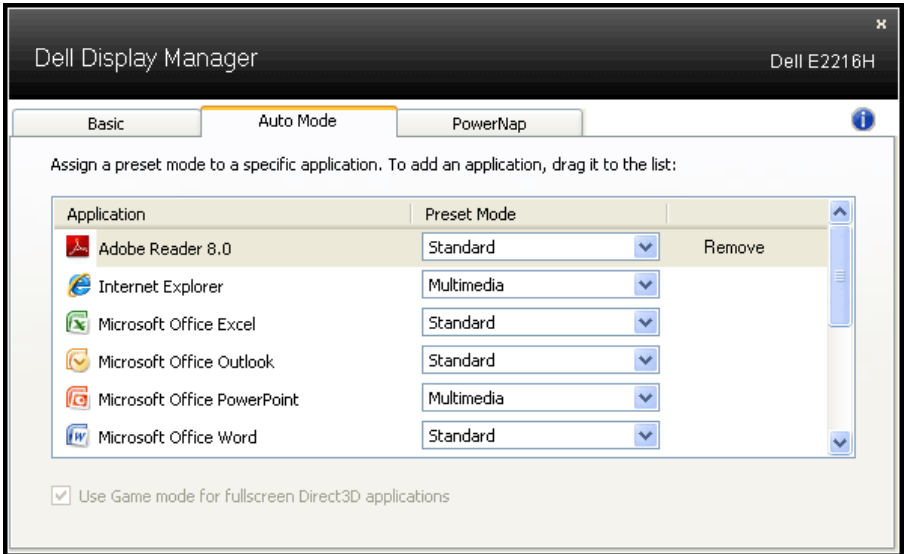 x
Dell Display Manager
Dell E2216H
Basic
Auto Mode
PowerNap
i
Assign a preset mode to a specific application. To add an application, drag it to the list:
Application Preset Mode
Adobe Reader 8.0 Standard Remove
Internet Explorer Multimedia
Microsoft Office Excel Standard
Microsoft Office Outlook Standard
Microsoft Office PowerPoint Multimedia
Microsoft Office Word Standard
Use Game mode for fullscreen Direct3D applications